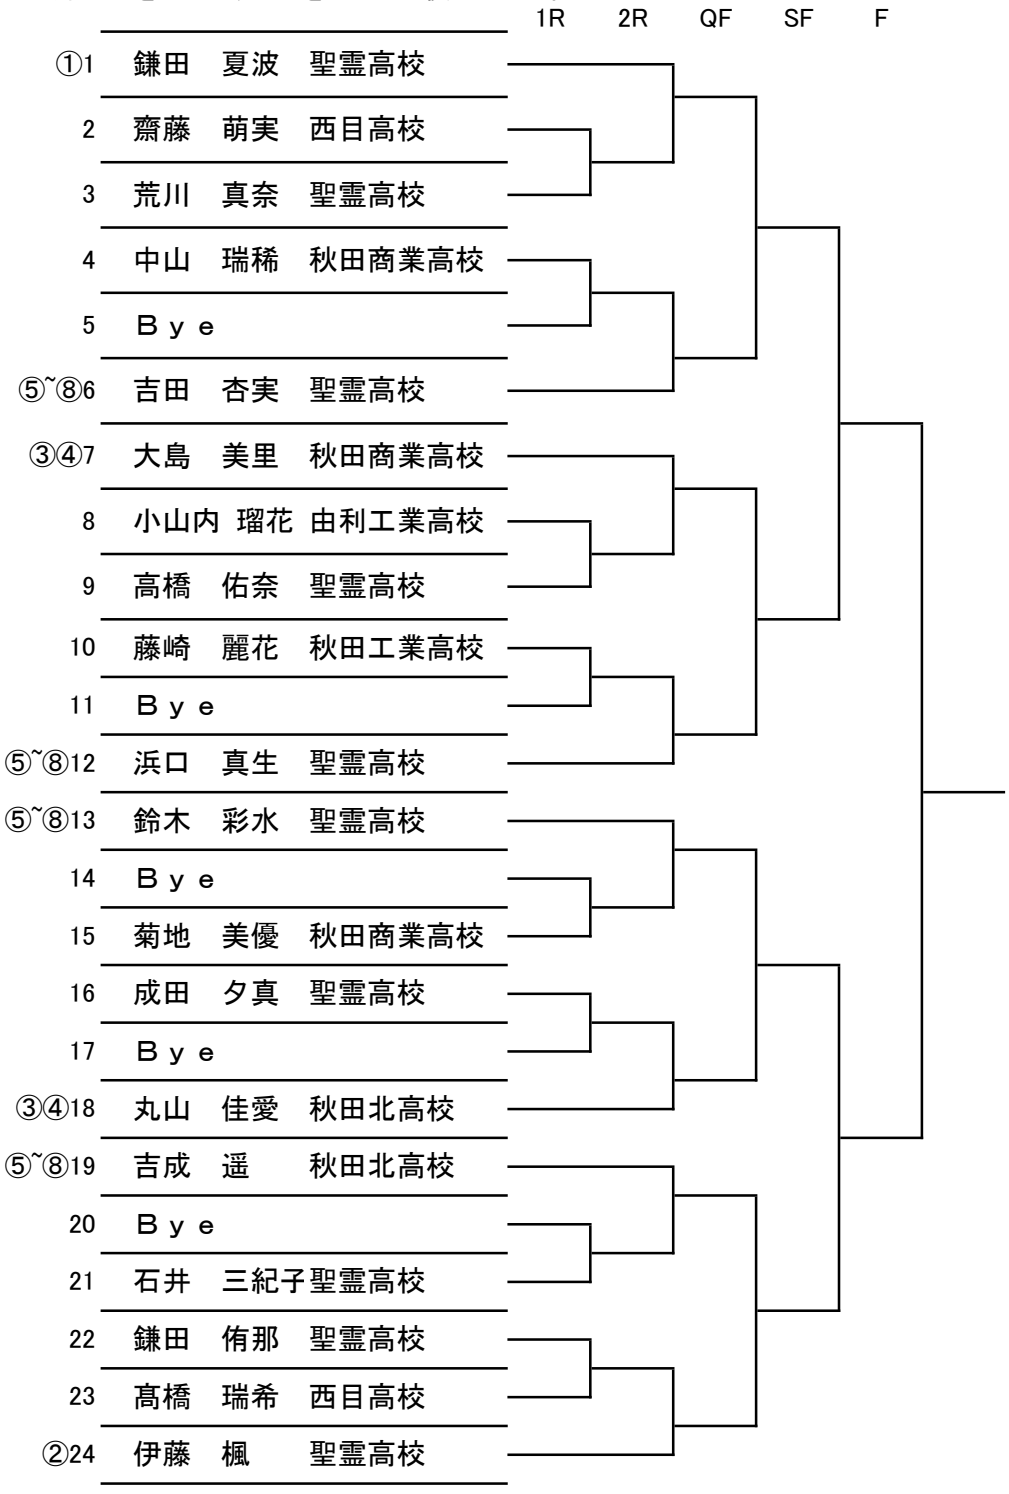 1R 2R QF SF F
①1 鎌田 夏波 聖霊高校
2 齋藤 萌実 西目高校
3 荒川 真奈 聖霊高校
4 中山 瑞稀 秋田商業高校
5 Ｂｙｅ
⑤~⑧6 吉田 杏実 聖霊高校
③④7 大島 美里 秋田商業高校
8 小山内 瑠花 由利工業高校
9 高橋 佑奈 聖霊高校
10 藤崎 麗花 秋田工業高校
11 Ｂｙｅ
⑤~⑧12 浜口 真生 聖霊高校
⑤~⑧13 鈴木 彩水 聖霊高校
14 Ｂｙｅ
15 菊地 美優 秋田商業高校
16 成田 夕真 聖霊高校
17 Ｂｙｅ
③④18 丸山 佳愛 秋田北高校
⑤~⑧19 吉成 遥 秋田北高校
20 Ｂｙｅ
21 石井 三紀子聖霊高校
22 鎌田 侑那 聖霊高校
23 髙橋 瑞希 西目高校
②24 伊藤 楓 聖霊高校